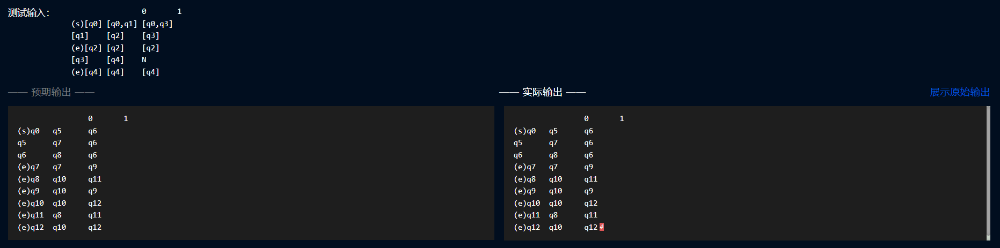 测试输入：
0 1
(s)[q0] [q0,q1] [q0,q3]
[q1] [q2] [q3]
(e)[q2] [q2] [q2]
[q3] [q4] N
(e)[q4] [q4] [q4]
—— 预期输出 ——
0 1
(s)q0 q5 q6
q5 q7 q6
q6 q8 q6
(e)q7 q7 q9
(e)q8 q10 q11
(e)q9 q10 q9
(e)q10 q10 q12
(e)q11 q8 q11
(e)q12 q10 q12
—— 实际输出 ——
展示原始输出
0 1
(s)q0 q5 q6
q5 q7 q6
q6 q8 q6
(e)q7 q7 q9
(e)q8 q10 q11
(e)q9 q10 q9
(e)q10 q10 q12
(e)q11 q8 q11
(e)q12 q10 q12↵